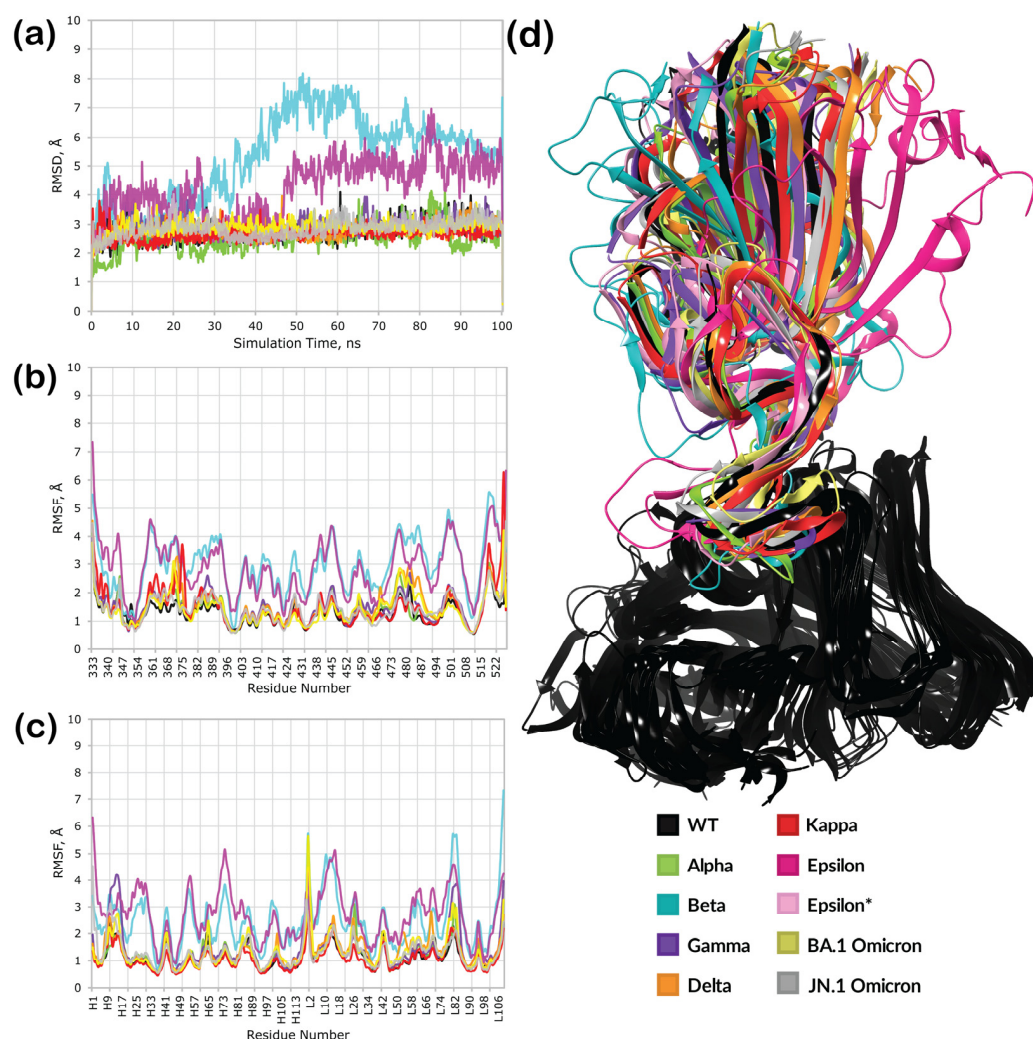 (a)
10
9
8
7
6
5
4
3
2
1
0
RMSD, Å
0 10 20 30 40 50 60 70 80 90 100
Simulation Time, ns
(b)
10
9
8
7
6
5
4
3
2
1
0
RMSF, Å
333 340 347 354 361 368 375 382 389 396 403 410 417 424 431 438 445 452 459 466 473 480 487 494 501 508 515 522
Residue Number
(c)
10
9
8
7
6
5
4
3
2
1
0
RMSF, Å
H1 H9 H17 H25 H33 H41 H49 H57 H65 H73 H81 H89 H97 H105 H113 L2 L10 L18 L26 L34 L42 L50 L58 L66 L74 L82 L90 L98 L106
Residue Number
(d)
WT
Alpha
Beta
Gamma
Delta
Kappa
Epsilon
Epsilon*
BA.1 Omicron
JN.1 Omicron